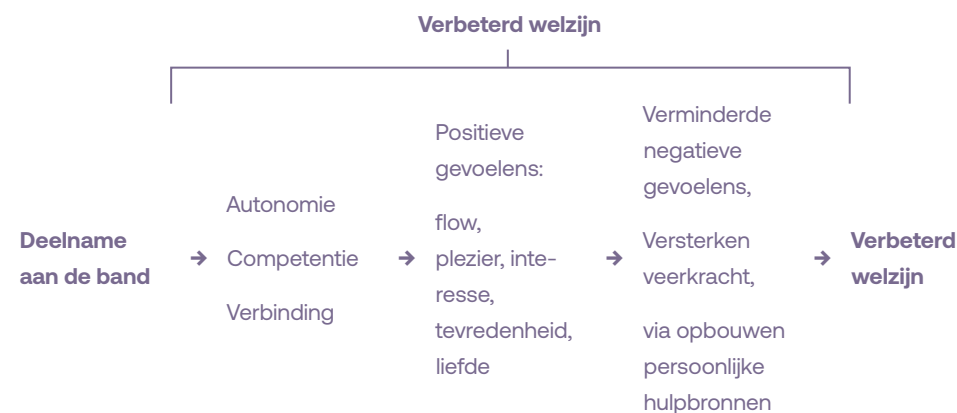 Verbeterd welzijn
Deelname
aan de band
→
Autonomie
Competentie
Verbinding
→
Positieve
gevoelens:
flow,
plezier, inte-
resse,
tevredenheid,
liefde
→
Verminderde
negatieve
gevoelens,
Versterken
veerkracht,
via opbouwen
persoonlijke
hulpbronnen
→
Verbeterd
welzijn